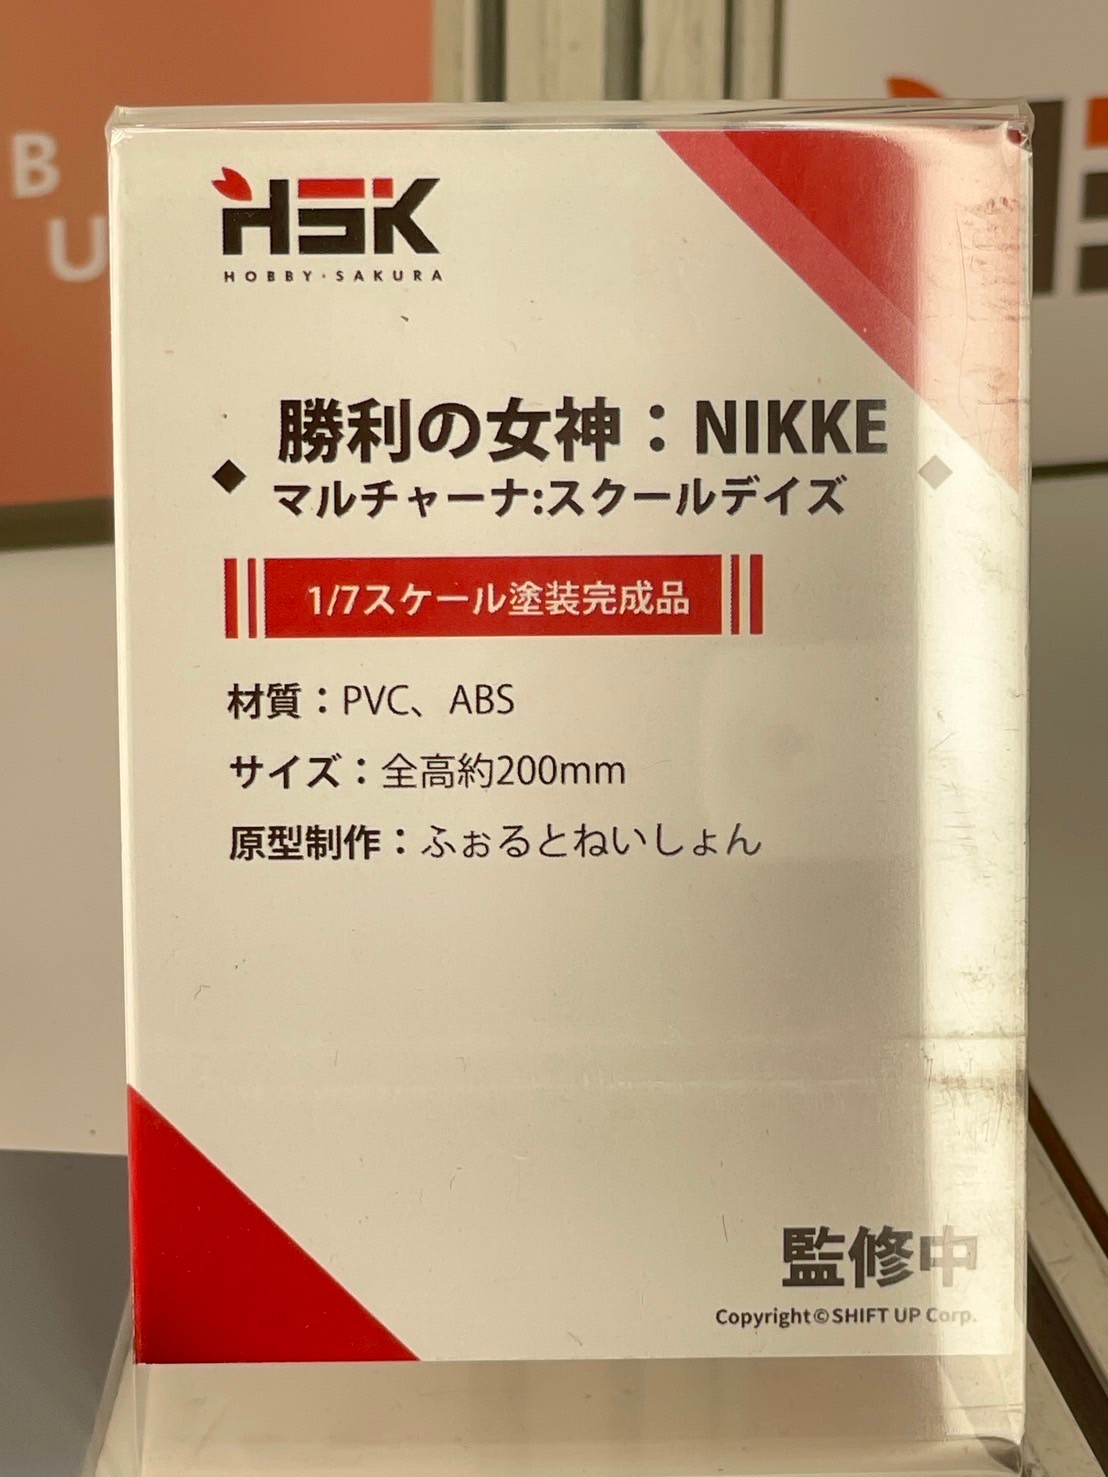 B
U
HSK
HOBBY・SAKURA
勝利の女神：NIKKE
マルチャーナ:スクールデイズ
1/7スケール塗装完成品
材質：PVC、ABS
サイズ：全高約200mm
原型制作：ふぉるとねいしょん
監修中
Copyright©SHIFT UP Corp.